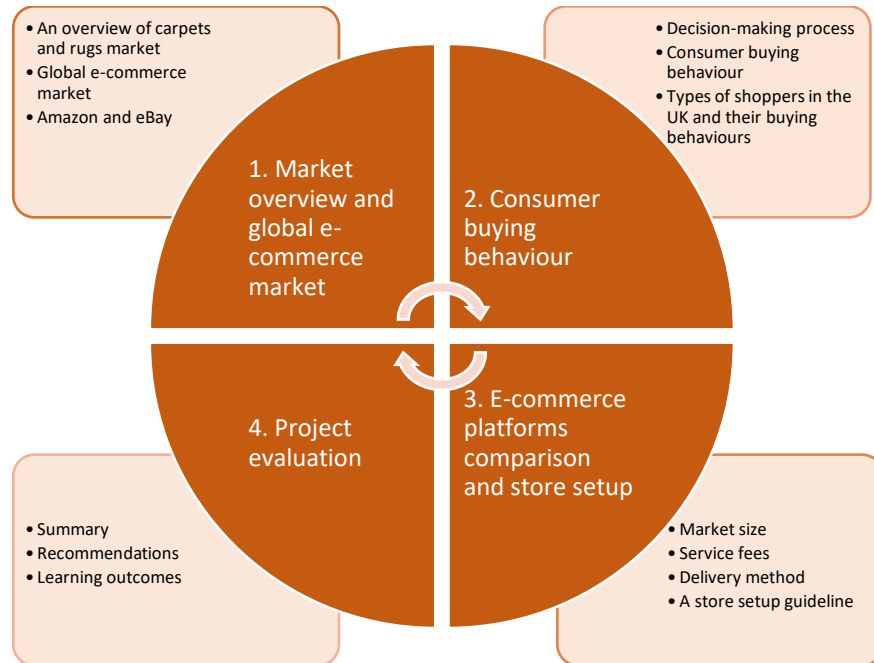 • An overview of carpets
and rugs market
• Global e-commerce
market
• Amazon and eBay
• Decision-making process
• Consumer buying
behaviour
• Types of shoppers in the
UK and their buying
behaviours
1. Market
overview and
global e-
commerce
market
2. Consumer
buying
behaviour
4. Project
evaluation
3. E-commerce
platforms
comparison
and store setup
• Summary
• Recommendations
• Learning outcomes
• Market size
• Service fees
• Delivery method
• A store setup guideline